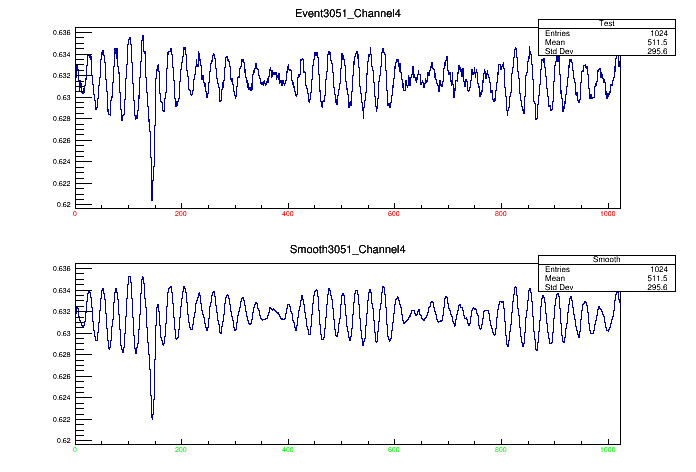 Event3051_Channel4
Test
Entries 1024
Mean 511.5
Std Dev 295.6
0.636
0.634
0.632
0.63
0.628
0.626
0.624
0.622
0.62
0 200 400 600 800 1000
Smooth3051_Channel4
Smooth
Entries 1024
Mean 511.5
Std Dev 295.6
0.636
0.634
0.632
0.63
0.628
0.626
0.624
0.622
0.62
0 200 400 600 800 1000